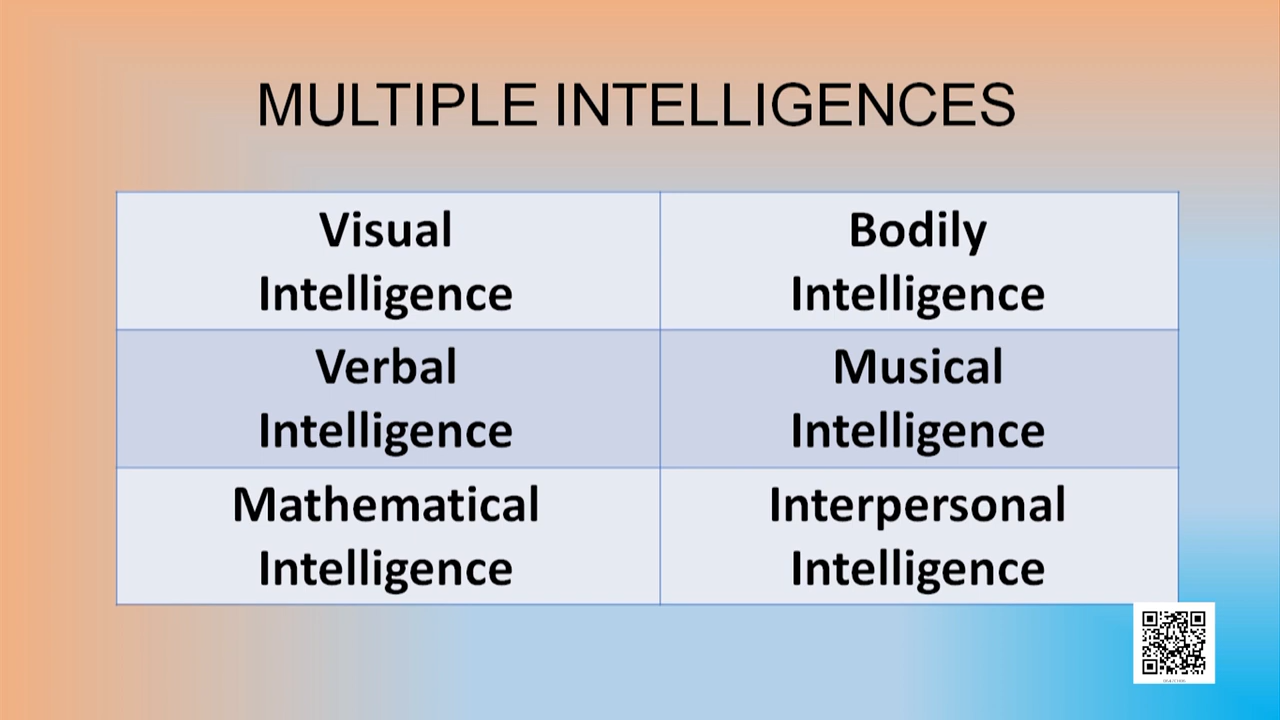 MULTIPLE INTELLIGENCES
Visual
Intelligence
Bodily
Intelligence
Verbal
Intelligence
Musical
Intelligence
Mathematical
Intelligence
Interpersonal
Intelligence